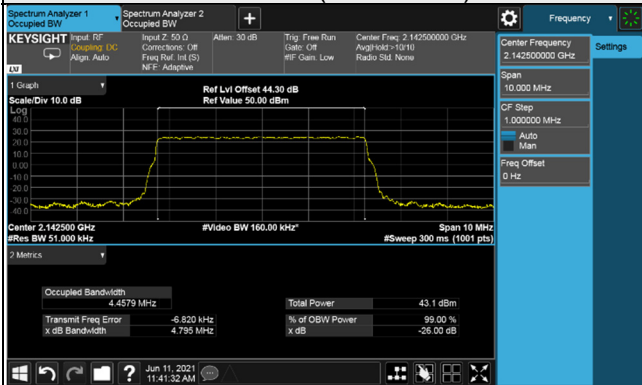 Spectrum Analyzer 1
Occupied BW
Spectrum Analyzer 2
Occupied BW
+
Frequency
KEYSIGHT
Input: RF
Coupling: DC
Align: Auto
Input Z: 50 Ω
Corrections: Off
Freq Ref: Int (S)
NFE: Adaptive
Atten: 30 dB
Trig: Free Run
Gate: Off
#IF Gain: Low
Center Freq: 2.142500000 GHz
Avg|Hold:>10/10
Radio Std: None
LXI
Center Frequency
2.142500000 GHz
Settings
Span
10.000 MHz
CF Step
1.000000 MHz
Auto
Man
Freq Offset
0 Hz
1 Graph
Scale/Div 10.0 dB
Ref Lvl Offset 44.30 dB
Ref Value 50.00 dBm
Log
40.0
30.0
20.0
10.0
0.00
-10.0
-20.0
-30.0
-40.0
Center 2.142500 GHz
#Res BW 51.000 kHz
#Video BW 160.00 kHz*
Span 10 MHz
#Sweep 300 ms (1001 pts)
2 Metrics
Occupied Bandwidth
4.4579 MHz
Total Power 43.1 dBm
Transmit Freq Error -6.820 kHz
% of OBW Power 99.00 %
x dB Bandwidth 4.795 MHz
x dB -26.00 dB
?
Jun 11, 2021
11:41:32 AM